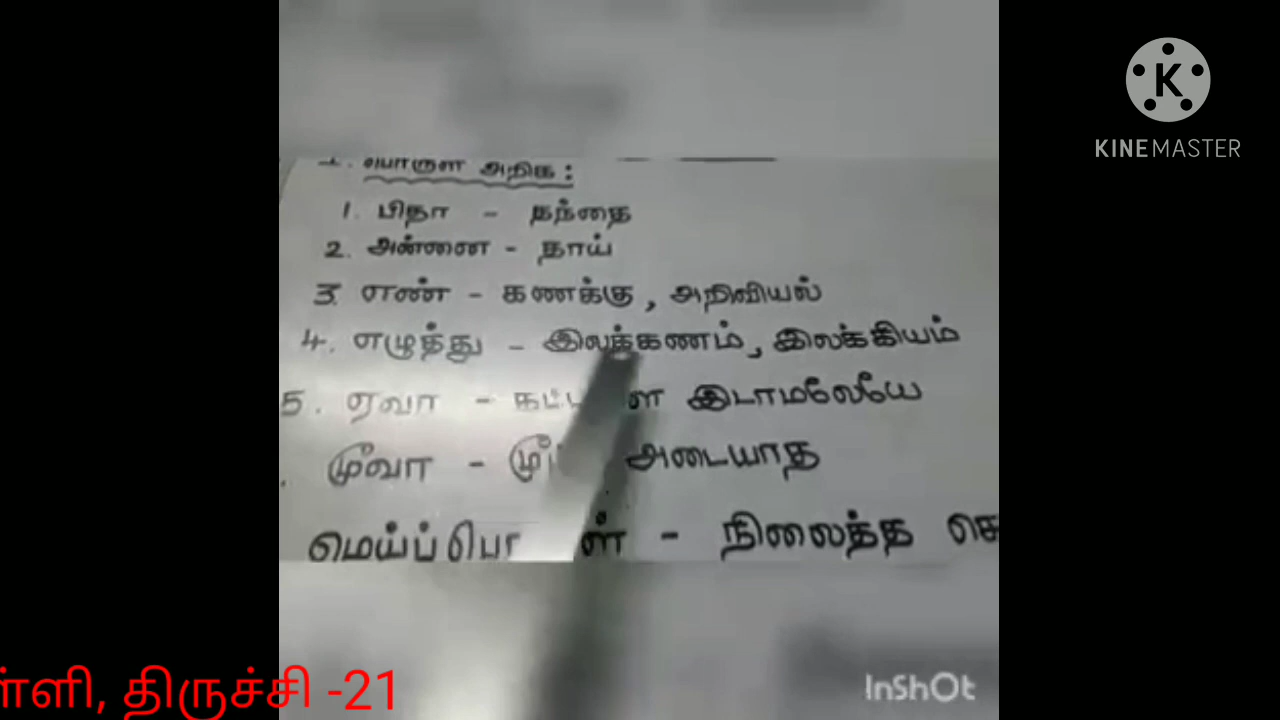 பொருள் அறிக :
1. பிதா - தந்தை
2. அன்னை - தாய்
3. எண் - கணக்கு, அறிவியல்
4. எழுத்து - இலக்கணம், இலக்கியம்
5. ஏவா - இடாமலேயே
மூவா - அடையாத
- நிலைத்த
திருச்சி -21
KINEMASTER
InShOt